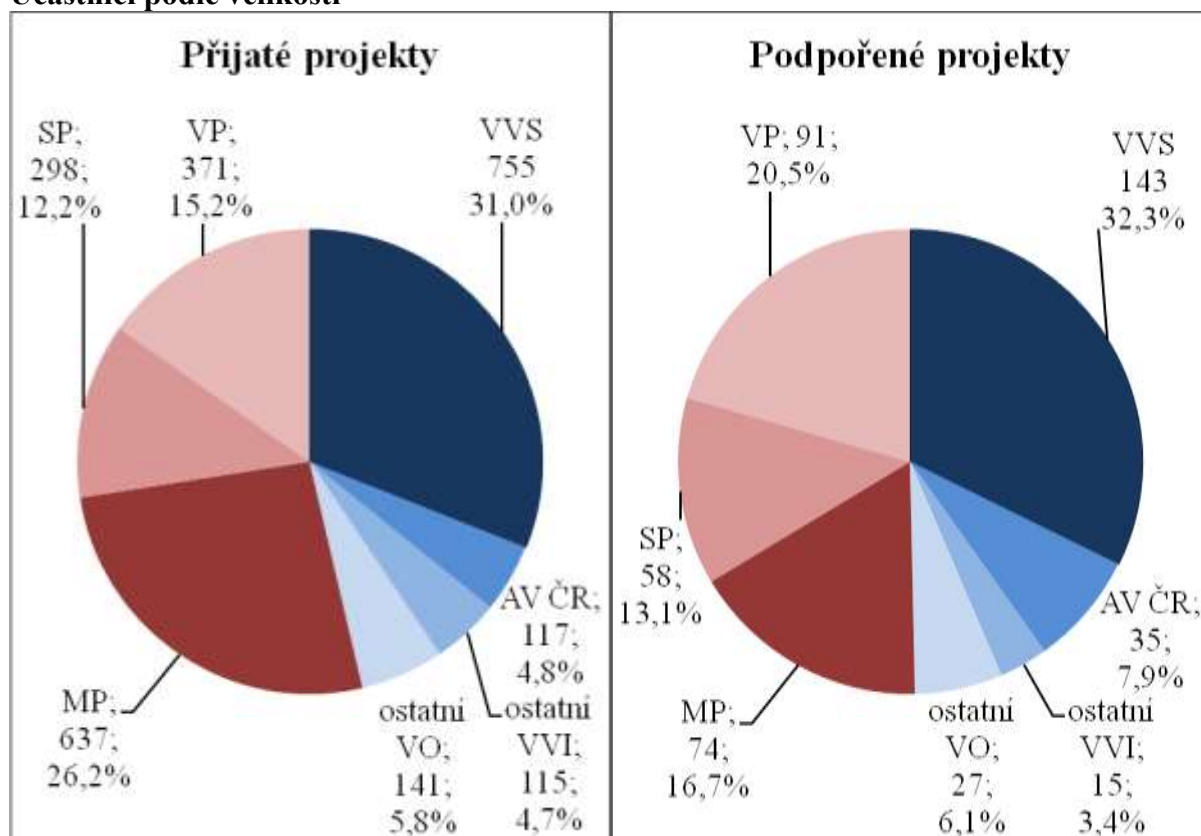 Účastníci podle velikosti
Přijaté projekty
SP;
298;
12,2%
VP;
371;
15,2%
VVS
755
31,0%
AV ČR;
117;
4,8%
ostatní
VVI;
115;
4,7%
ostatní
VO;
141;
5,8%
MP;
637;
26,2%
Podpořené projekty
VP; 91;
20,5%
VVS
143
32,3%
SP;
58;
13,1%
AV ČR;
35;
7,9%
ostatní
VVI;
15;
3,4%
ostatní
VO;
27;
6,1%
MP;
74;
16,7%